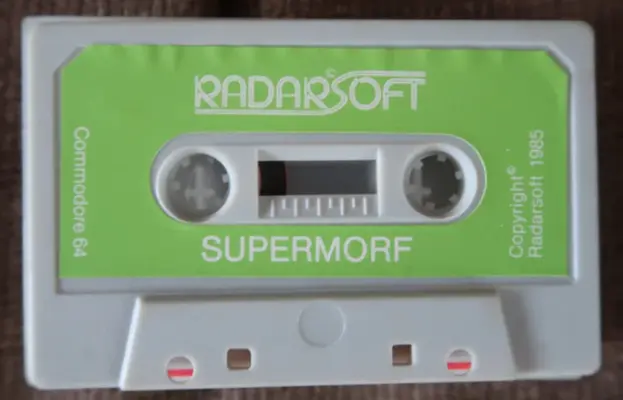 RADARSOFT
©
Commodore 64
SUPERMORF
Copyright©
Radarsoft 1985